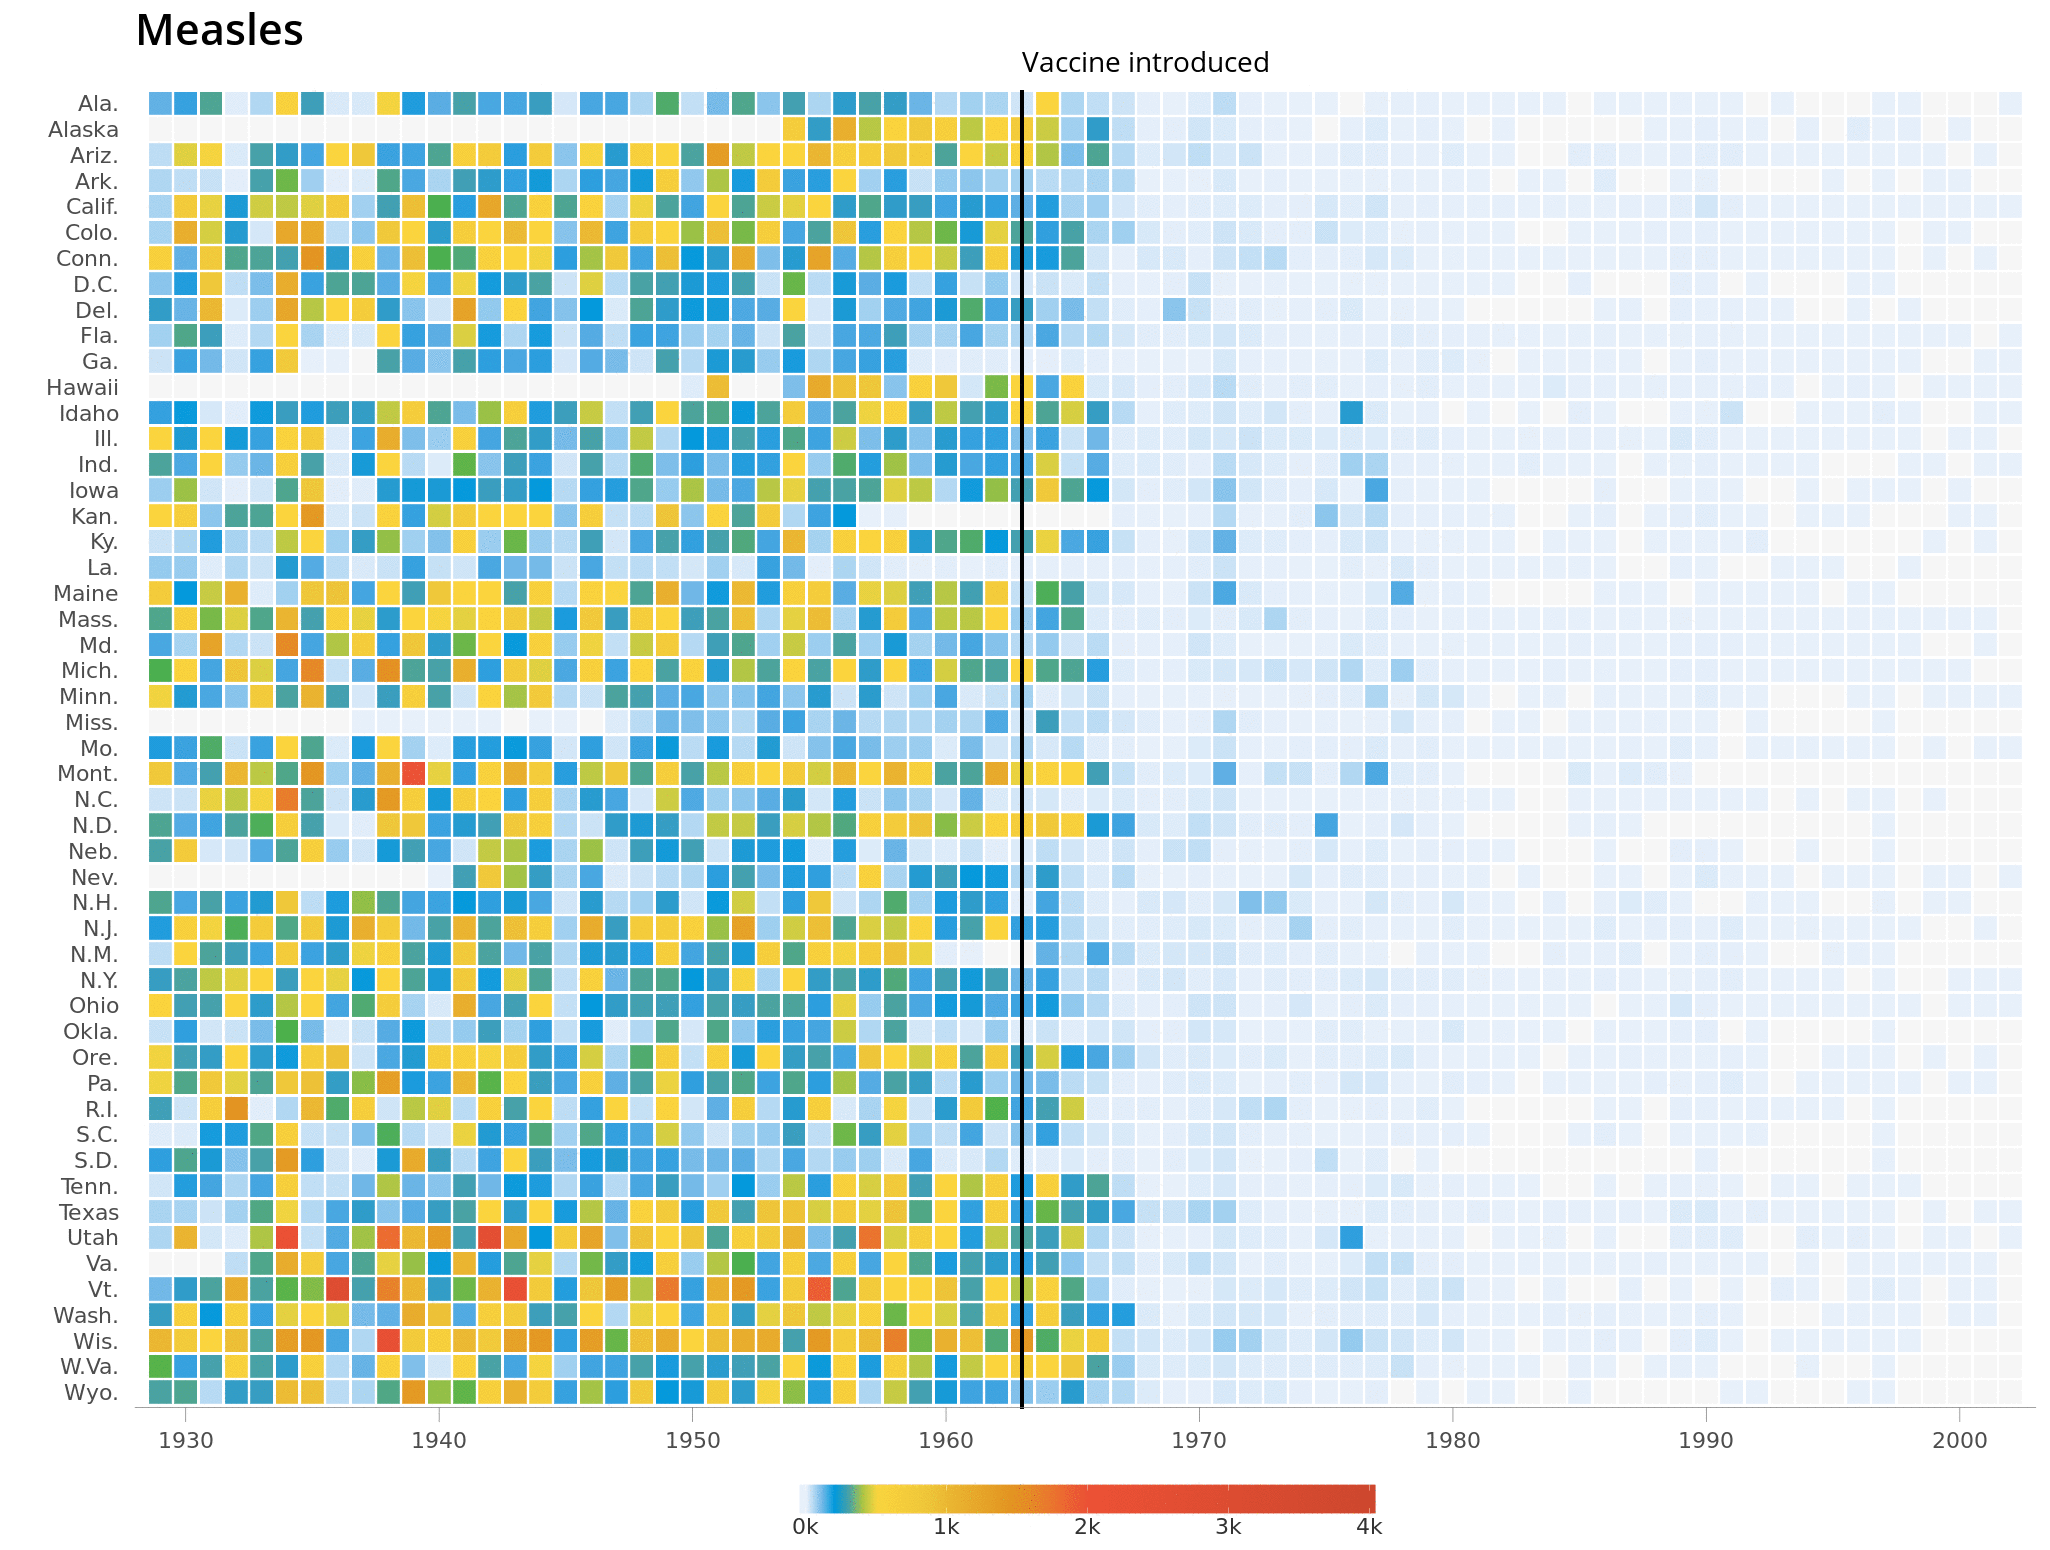 Measles
Vaccine introduced
Ala.
Alaska
Ariz.
Ark.
Calif.
Colo.
Conn.
D.C.
Del.
Fla.
Ga.
Hawaii
Idaho
Ill.
Ind.
Iowa
Kan.
Ky.
La.
Maine
Mass.
Md.
Mich.
Minn.
Miss.
Mo.
Mont.
N.C.
N.D.
Neb.
Nev.
N.H.
N.J.
N.M.
N.Y.
Ohio
Okla.
Ore.
Pa.
R.I.
S.C.
S.D.
Tenn.
Texas
Utah
Va.
Vt.
Wash.
Wis.
W.Va.
Wyo.
1930 1940 1950 1960 1970 1980 1990 2000
0k 1k 2k 3k 4k